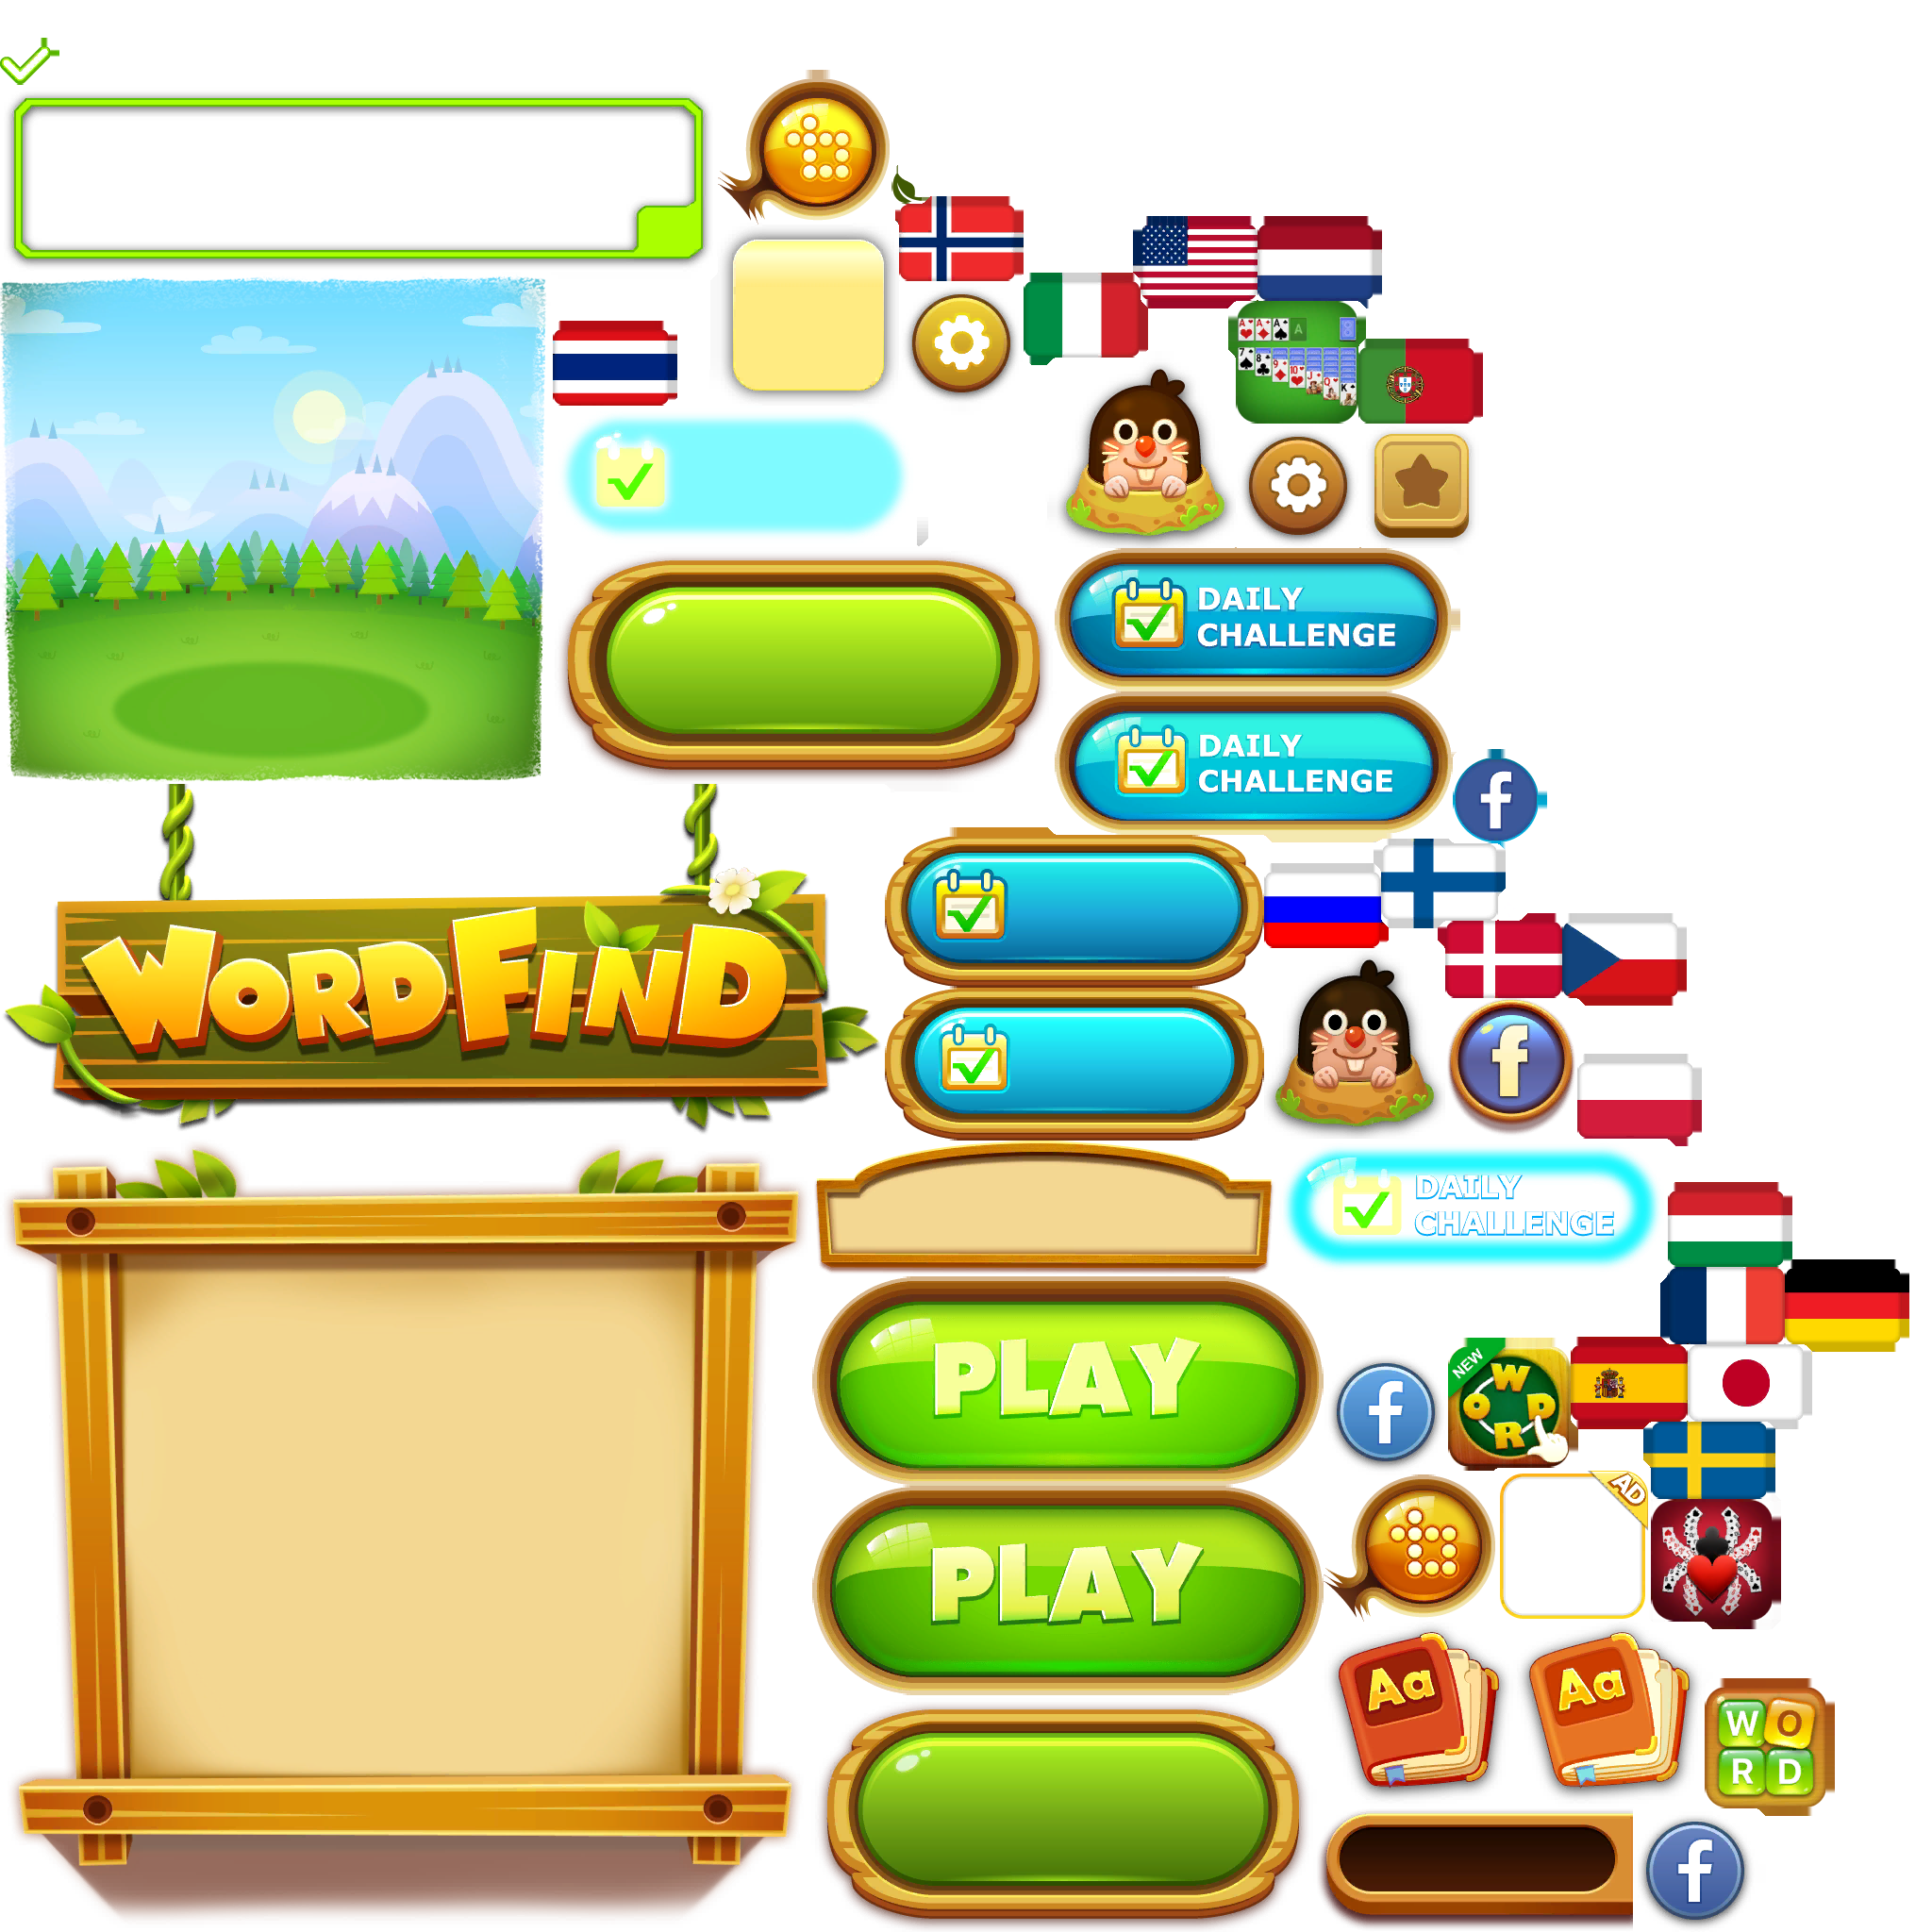 DAILY
CHALLENGE
DAILY
CHALLENGE
WORDFIND
DAILY
CHALLENGE
PLAY
NEW
W
O R D
PLAY
AD
Aa
Aa
W O
R D